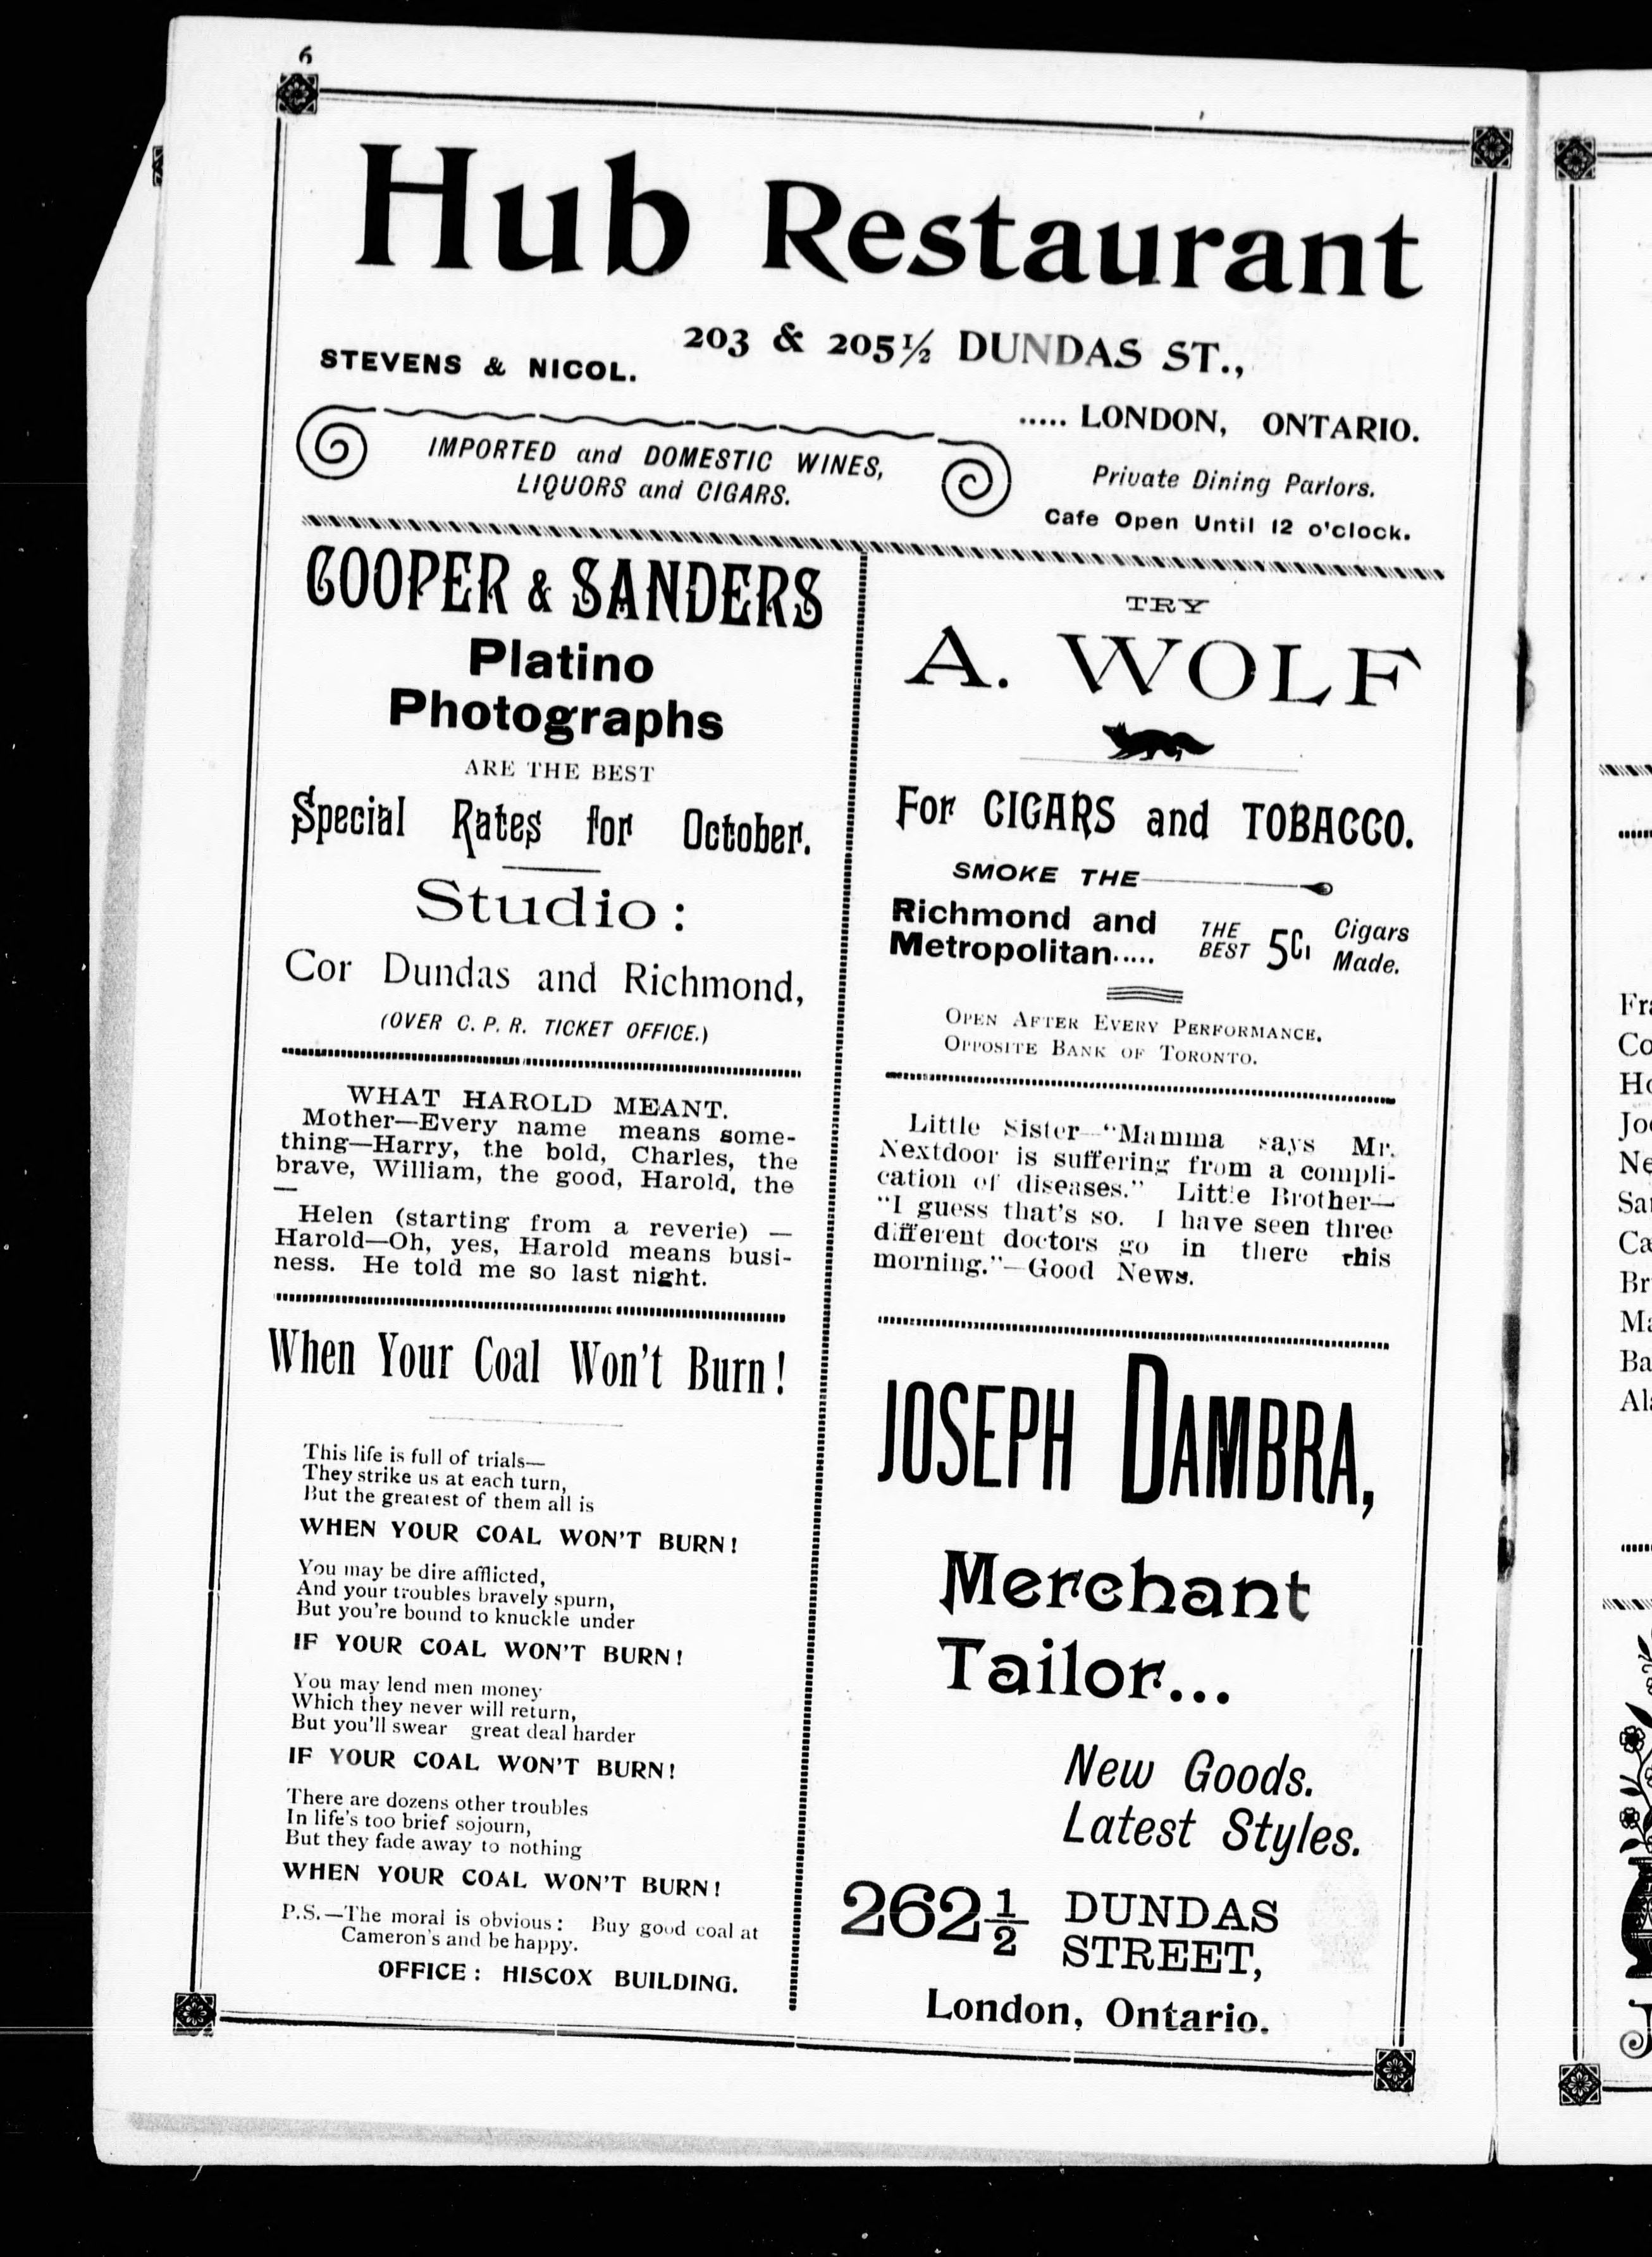 6
Hub Restaurant
STEVENS & NICOL.
203 & 205½ DUNDAS ST.,
..... LONDON, ONTARIO.
IMPORTED and DOMESTIC WINES,
LIQUORS and CIGARS.
Private Dining Parlors.
Cafe Open Until 12 o'clock.
COOPER & SANDERS
Platino
Photographs
ARE THE BEST
Special Rates for October.
Studio :
Cor Dundas and Richmond,
(OVER C. P. R. TICKET OFFICE.)
WHAT HAROLD MEANT.
Mother—Every name means some-
thing—Harry, the bold, Charles, the
brave, William, the good, Harold, the
—
Helen (starting from a reverie) —
Harold—Oh, yes, Harold means busi-
ness. He told me so last night.
When Your Coal Won't Burn!
This life is full of trials—
They strike us at each turn,
But the greatest of them all is
WHEN YOUR COAL WON'T BURN!
You may be dire afflicted,
And your troubles bravely spurn,
But you're bound to knuckle under
IF YOUR COAL WON'T BURN!
You may lend men money
Which they never will return,
But you'll swear great deal harder
IF YOUR COAL WON'T BURN!
There are dozens other troubles
In life's too brief sojourn,
But they fade away to nothing
WHEN YOUR COAL WON'T BURN!
P.S.—The moral is obvious: Buy good coal at
Cameron's and be happy.
OFFICE: HISCOX BUILDING.
TRY
A. WOLF
For CIGARS and TOBACCO.
SMOKE THE
Richmond and
Metropolitan.....
THE
BEST
5C.
Cigars
Made.
OPEN AFTER EVERY PERFORMANCE.
OPPOSITE BANK OF TORONTO.
Little Sister—"Mamma says Mr.
Nextdoor is suffering from a compli-
cation of diseases." Little Brother—
"I guess that's so. I have seen three
different doctors go in there this
morning."—Good News.
JOSEPH DAMBRA,
Merchant
Tailor...
New Goods.
Latest Styles.
262½ DUNDAS
STREET,
London, Ontario.